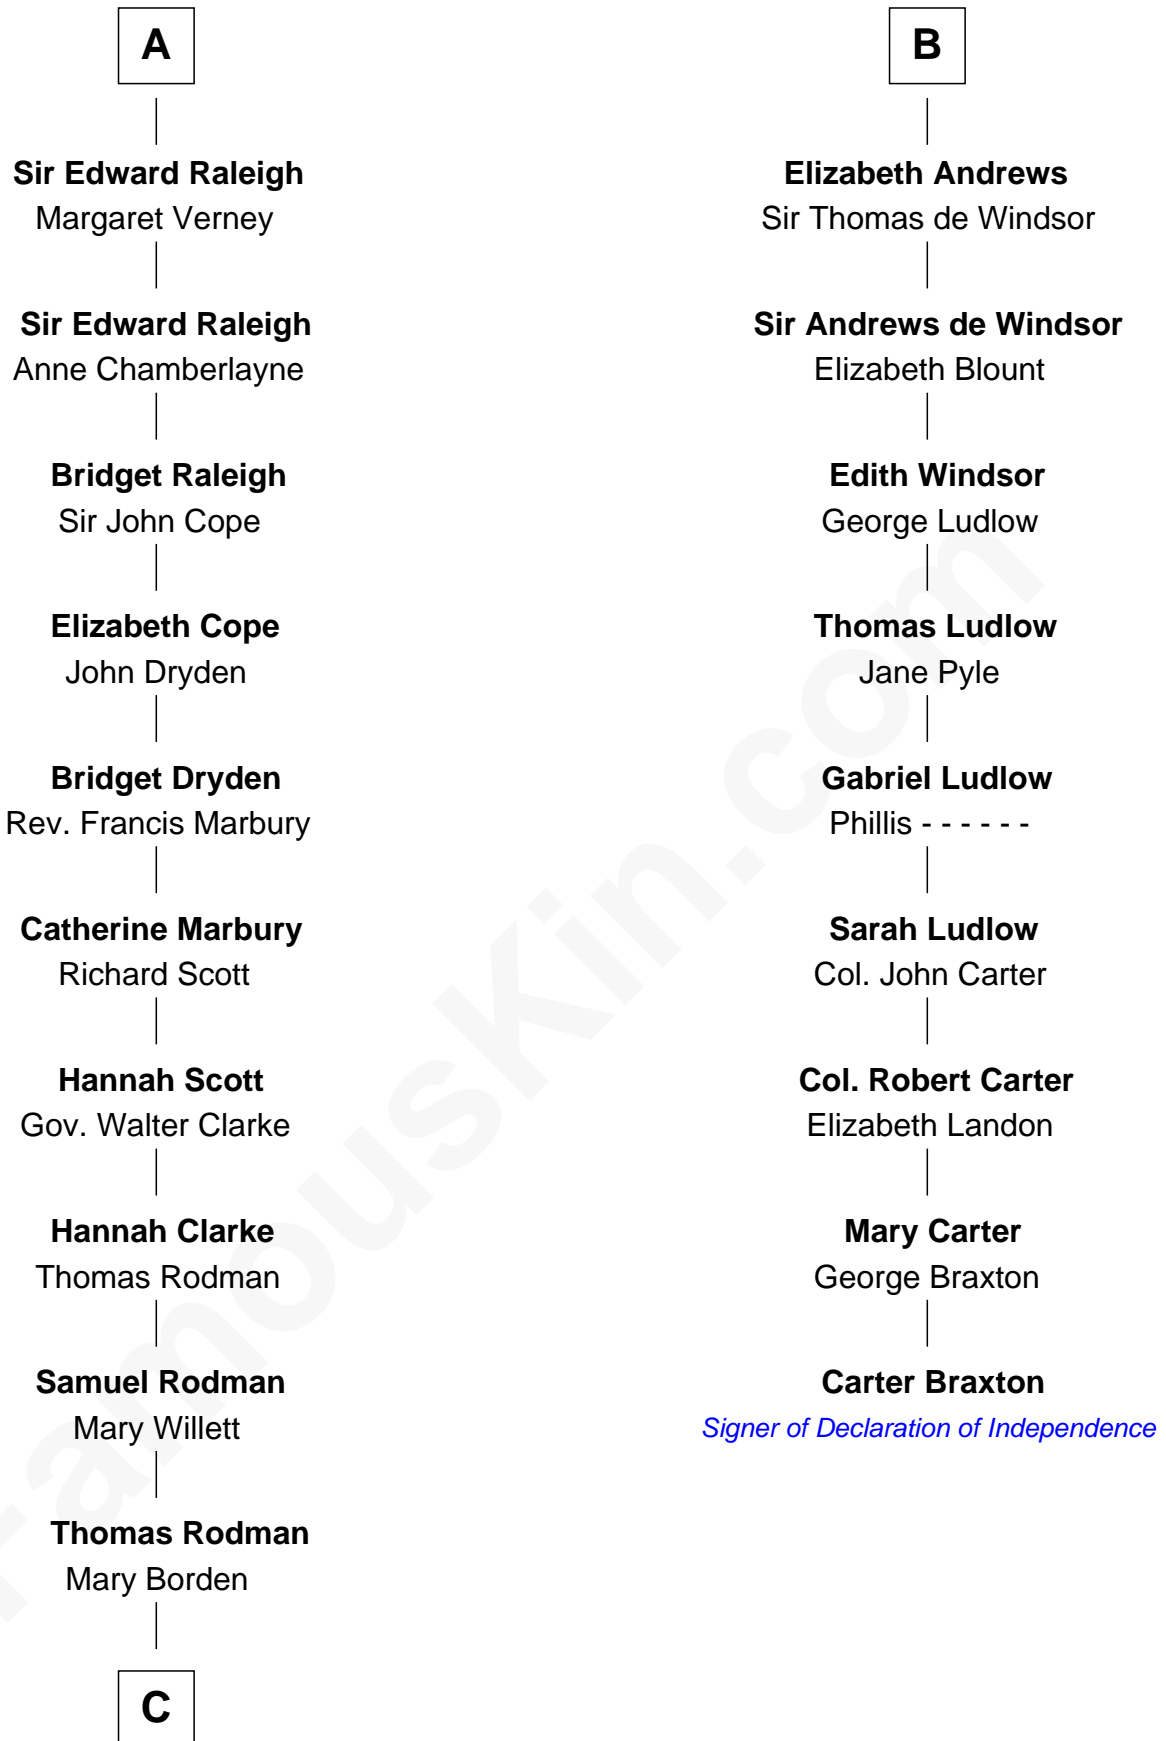 A
Sir Edward Raleigh
Margaret Verney
Sir Edward Raleigh
Anne Chamberlayne
Bridget Raleigh
Sir John Cope
Elizabeth Cope
John Dryden
Bridget Dryden
Rev. Francis Marbury
Catherine Marbury
Richard Scott
Hannah Scott
Gov. Walter Clarke
Hannah Clarke
Thomas Rodman
Samuel Rodman
Mary Willett
Thomas Rodman
Mary Borden
C
B
Elizabeth Andrews
Sir Thomas de Windsor
Sir Andrews de Windsor
Elizabeth Blount
Edith Windsor
George Ludlow
Thomas Ludlow
Jane Pyle
Gabriel Ludlow
Phillis - - - - - -
Sarah Ludlow
Col. John Carter
Col. Robert Carter
Elizabeth Landon
Mary Carter
George Braxton
Carter Braxton
Signer of Declaration of Independence
FamousKin.com